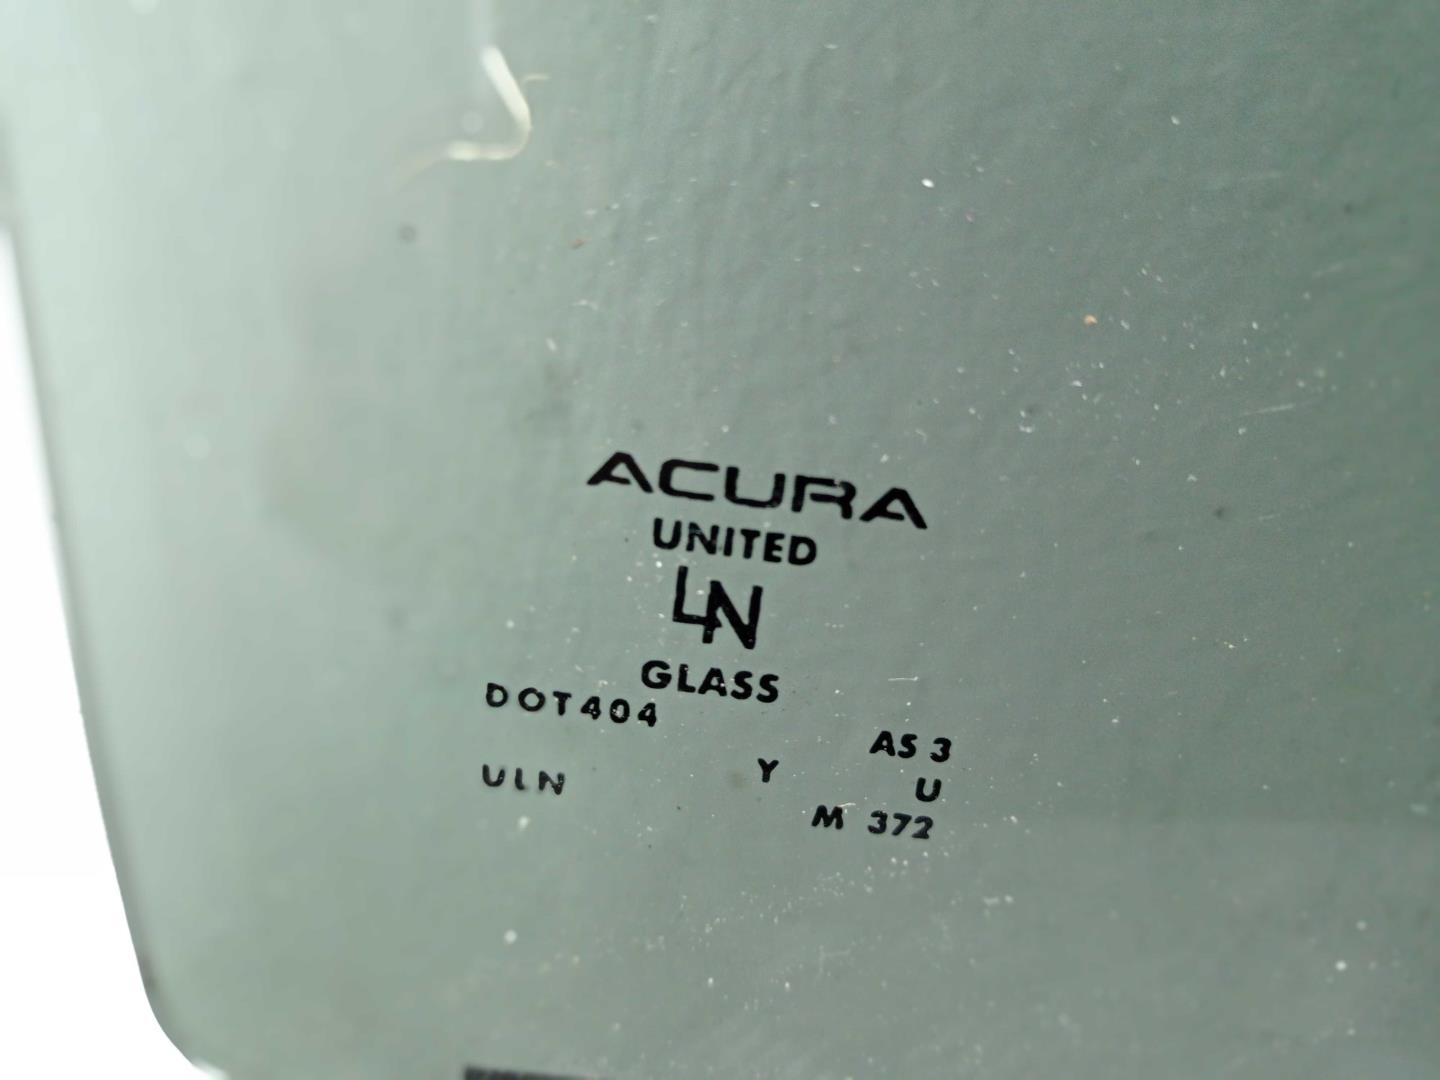 ACURA
UNITED
LN
GLASS
DOT404
AS 3
ULN Y U
M 372